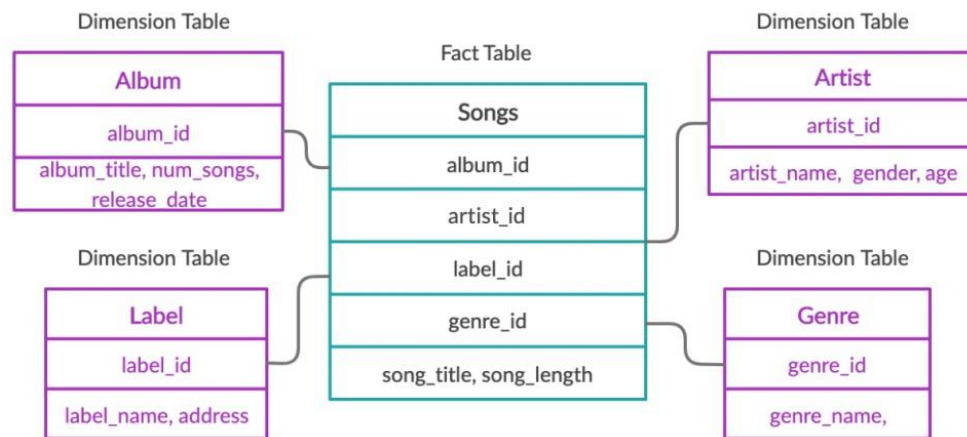 Dimension Table
Album
album_id
album_title, num_songs,
release_date
Fact Table
Songs
album_id
artist_id
label_id
genre_id
song_title, song_length
Dimension Table
Artist
artist_id
artist_name, gender, age
Dimension Table
Label
label_id
label_name, address
Dimension Table
Genre
genre_id
genre_name,